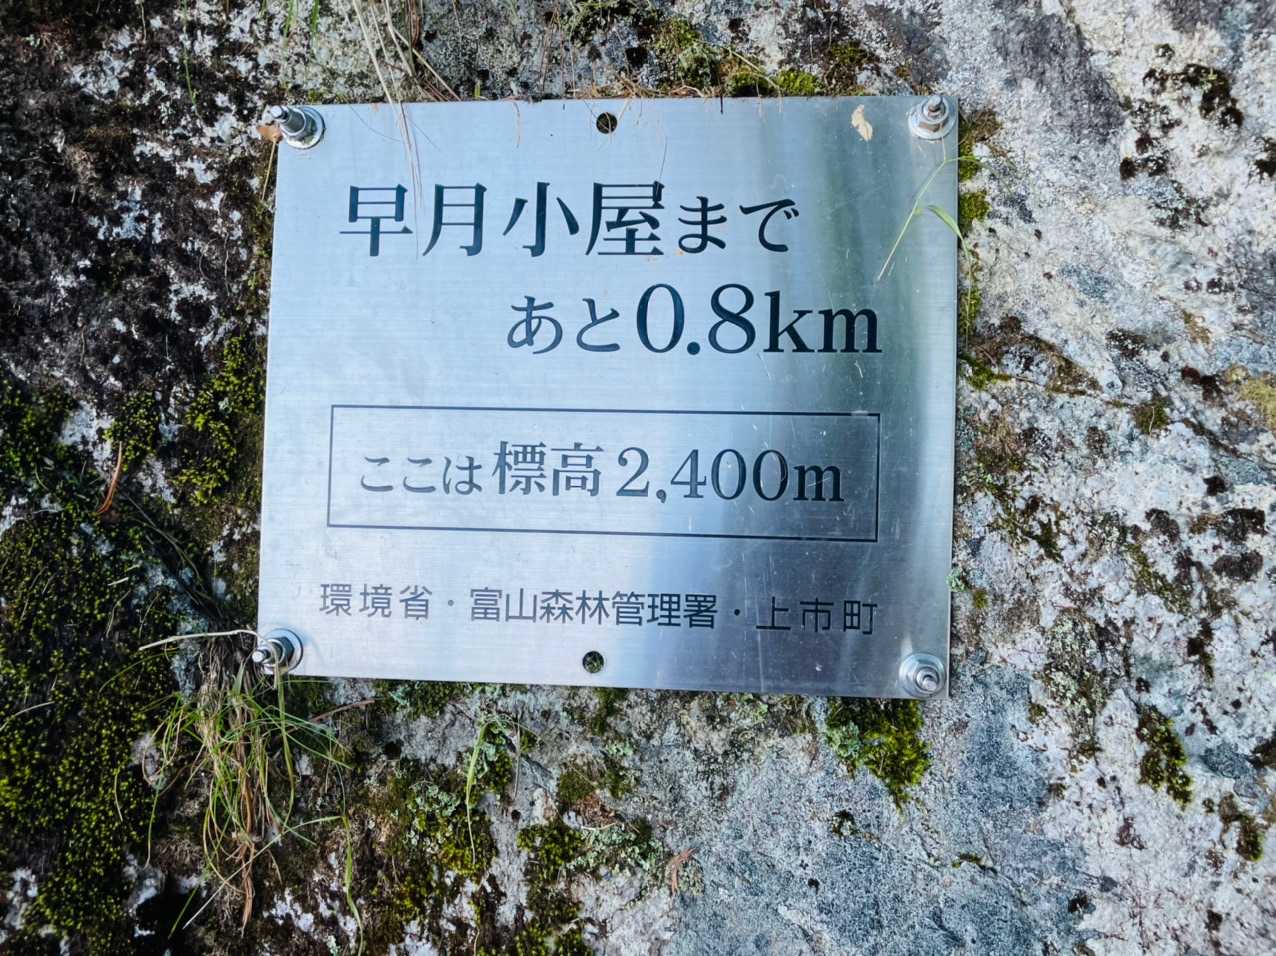 早月小屋まで
あと0.8km
ここは標高2,400m
環境省・富山森林管理署・上市町